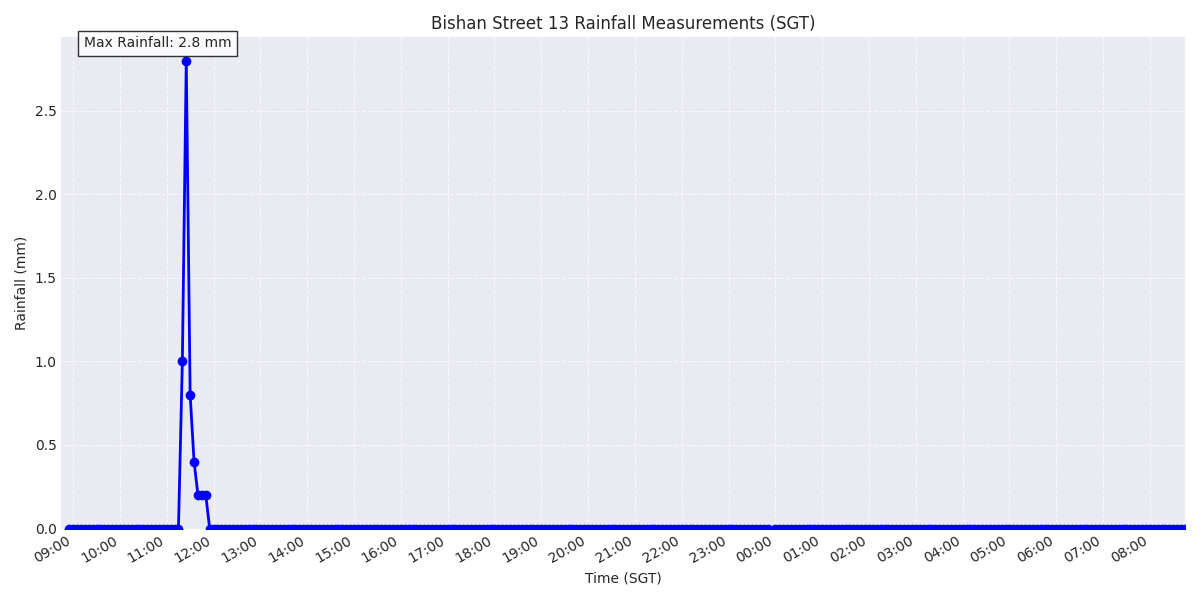 Bishan Street 13 Rainfall Measurements (SGT)
Max Rainfall: 2.8 mm
Rainfall (mm)
2.5
2.0
1.5
1.0
0.5
0.0
09:00 10:00 11:00 12:00 13:00 14:00 15:00 16:00 17:00 18:00 19:00 20:00 21:00 22:00 23:00 00:00 01:00 02:00 03:00 04:00 05:00 06:00 07:00 08:00
Time (SGT)